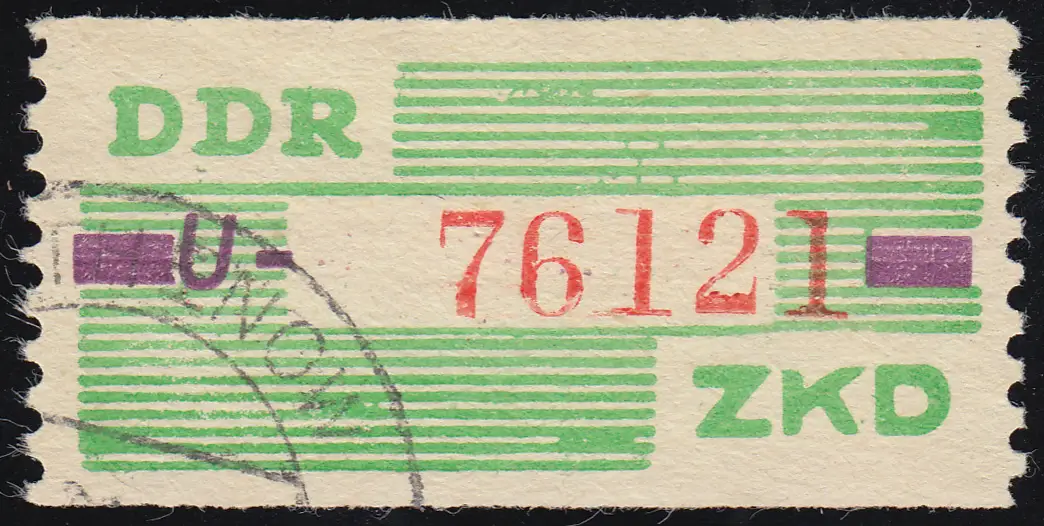 DDR
U- 76121
ZKD